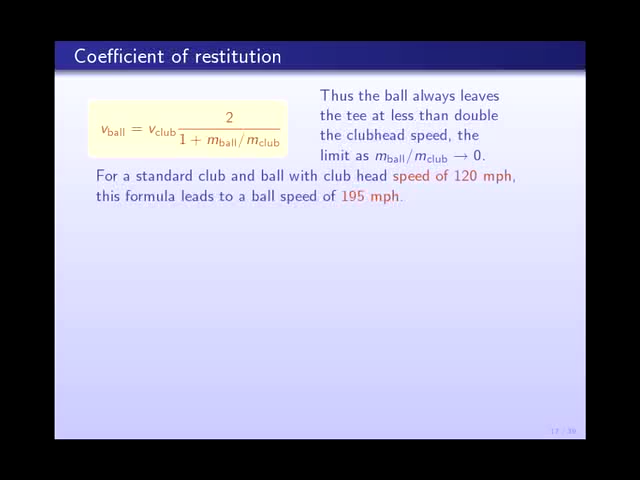 Coefficient of restitution
v_ball = v_club 2 / (1 + m_ball/m_club)
Thus the ball always leaves
the tee at less than double
the clubhead speed, the
limit as m_ball/m_club → 0.
For a standard club and ball with club head speed of 120 mph,
this formula leads to a ball speed of 195 mph.
17 / 39